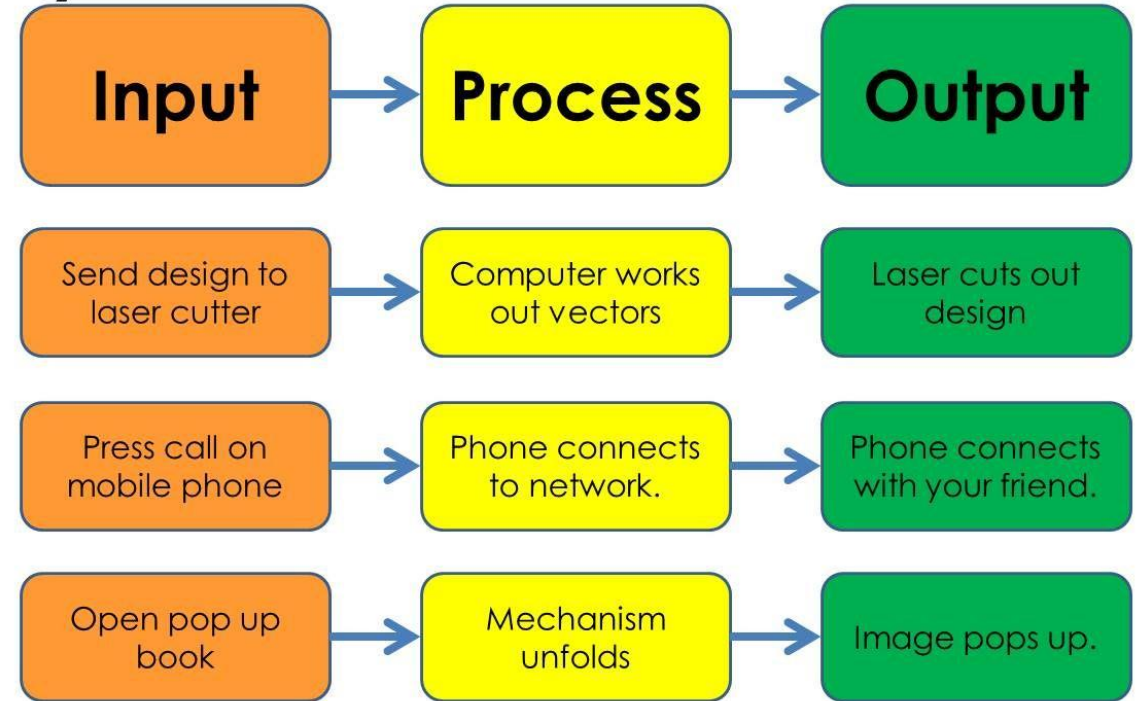 Input
Process
Output
Send design to
laser cutter
Computer works
out vectors
Laser cuts out
design
Press call on
mobile phone
Phone connects
to network.
Phone connects
with your friend.
Open pop up
book
Mechanism
unfolds
Image pops up.